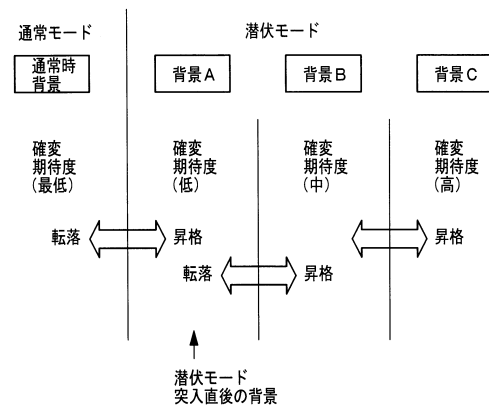 通常モード
潜伏モード
通常時
背景
背景A
背景B
背景C
確変
期待度
(最低)
確変
期待度
(低)
確変
期待度
(中)
確変
期待度
(高)
転落
昇格
昇格
転落
昇格
潜伏モード
突入直後の背景